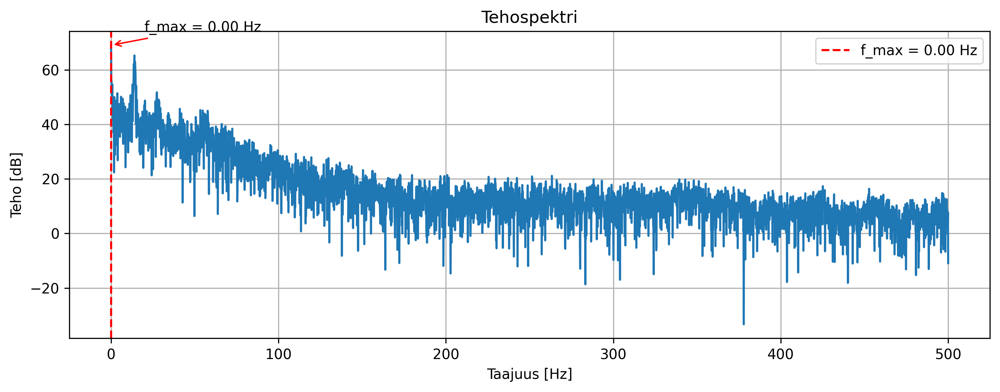 Tehospektri
f_max = 0.00 Hz
f_max = 0.00 Hz
Teho [dB]
60
40
20
0
−20
0 100 200 300 400 500
Taajuus [Hz]